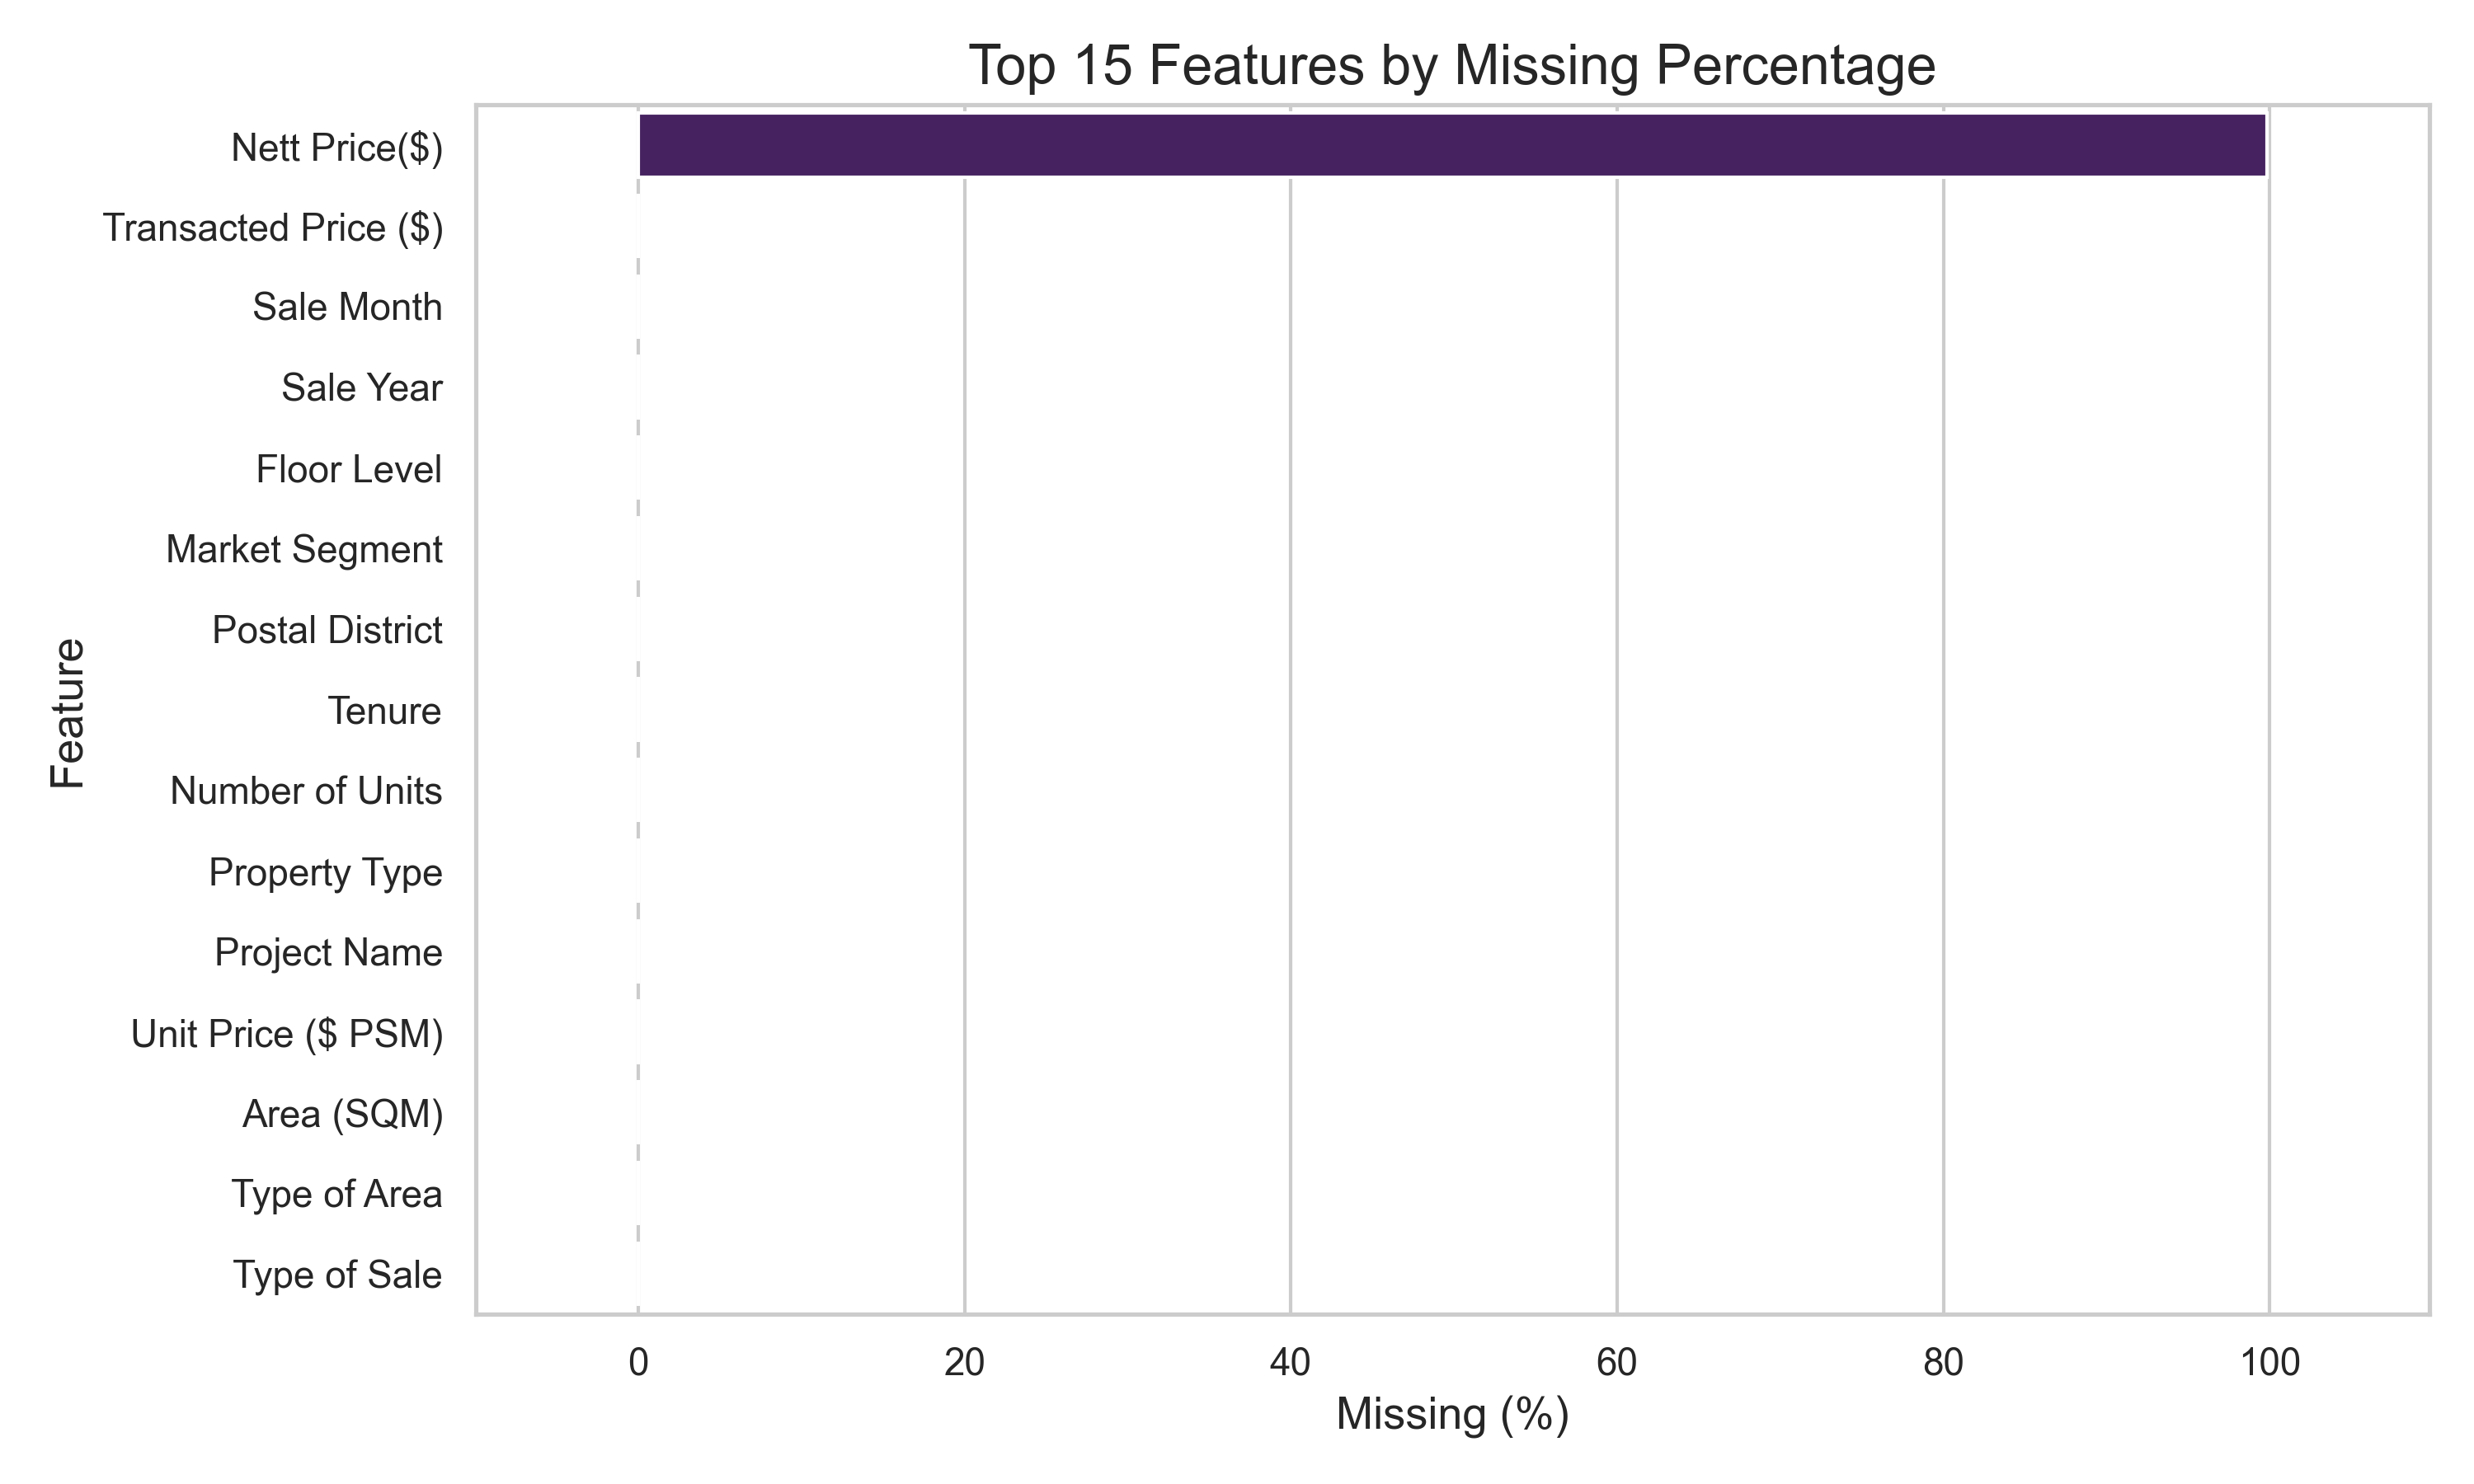 Top 15 Features by Missing Percentage
Nett Price($)
Transacted Price ($)
Sale Month
Sale Year
Floor Level
Market Segment
Postal District
Tenure
Number of Units
Property Type
Project Name
Unit Price ($ PSM)
Area (SQM)
Type of Area
Type of Sale
Feature
0 20 40 60 80 100
Missing (%)